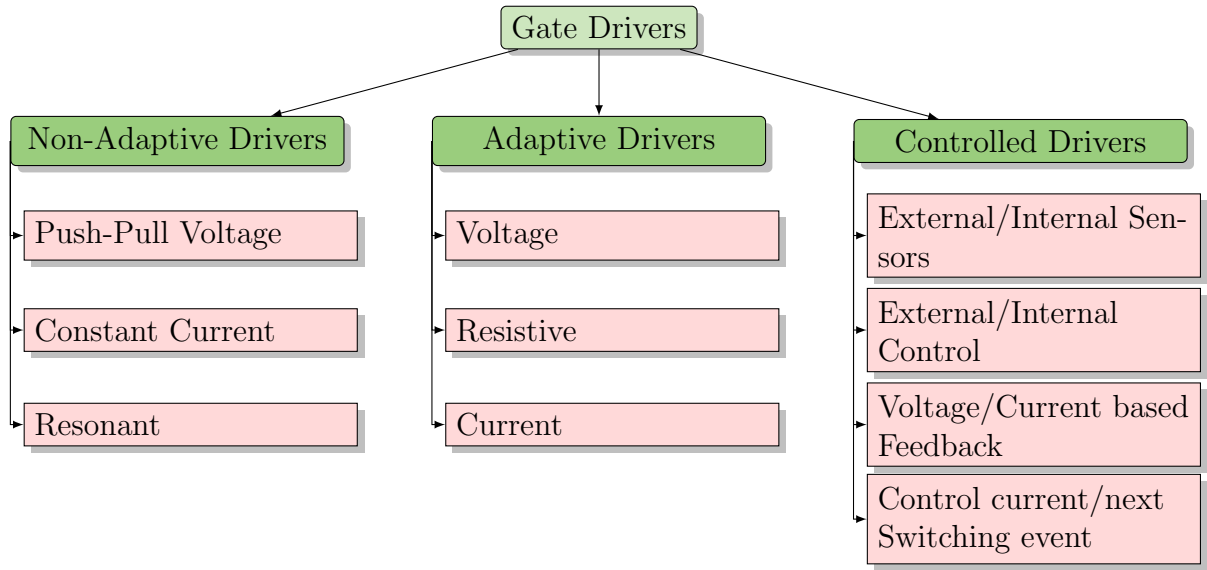 Gate Drivers
Non-Adaptive Drivers
Push-Pull Voltage
Constant Current
Resonant
Adaptive Drivers
Voltage
Resistive
Current
Controlled Drivers
External/Internal Sen-
sors
External/Internal
Control
Voltage/Current based
Feedback
Control current/next
Switching event